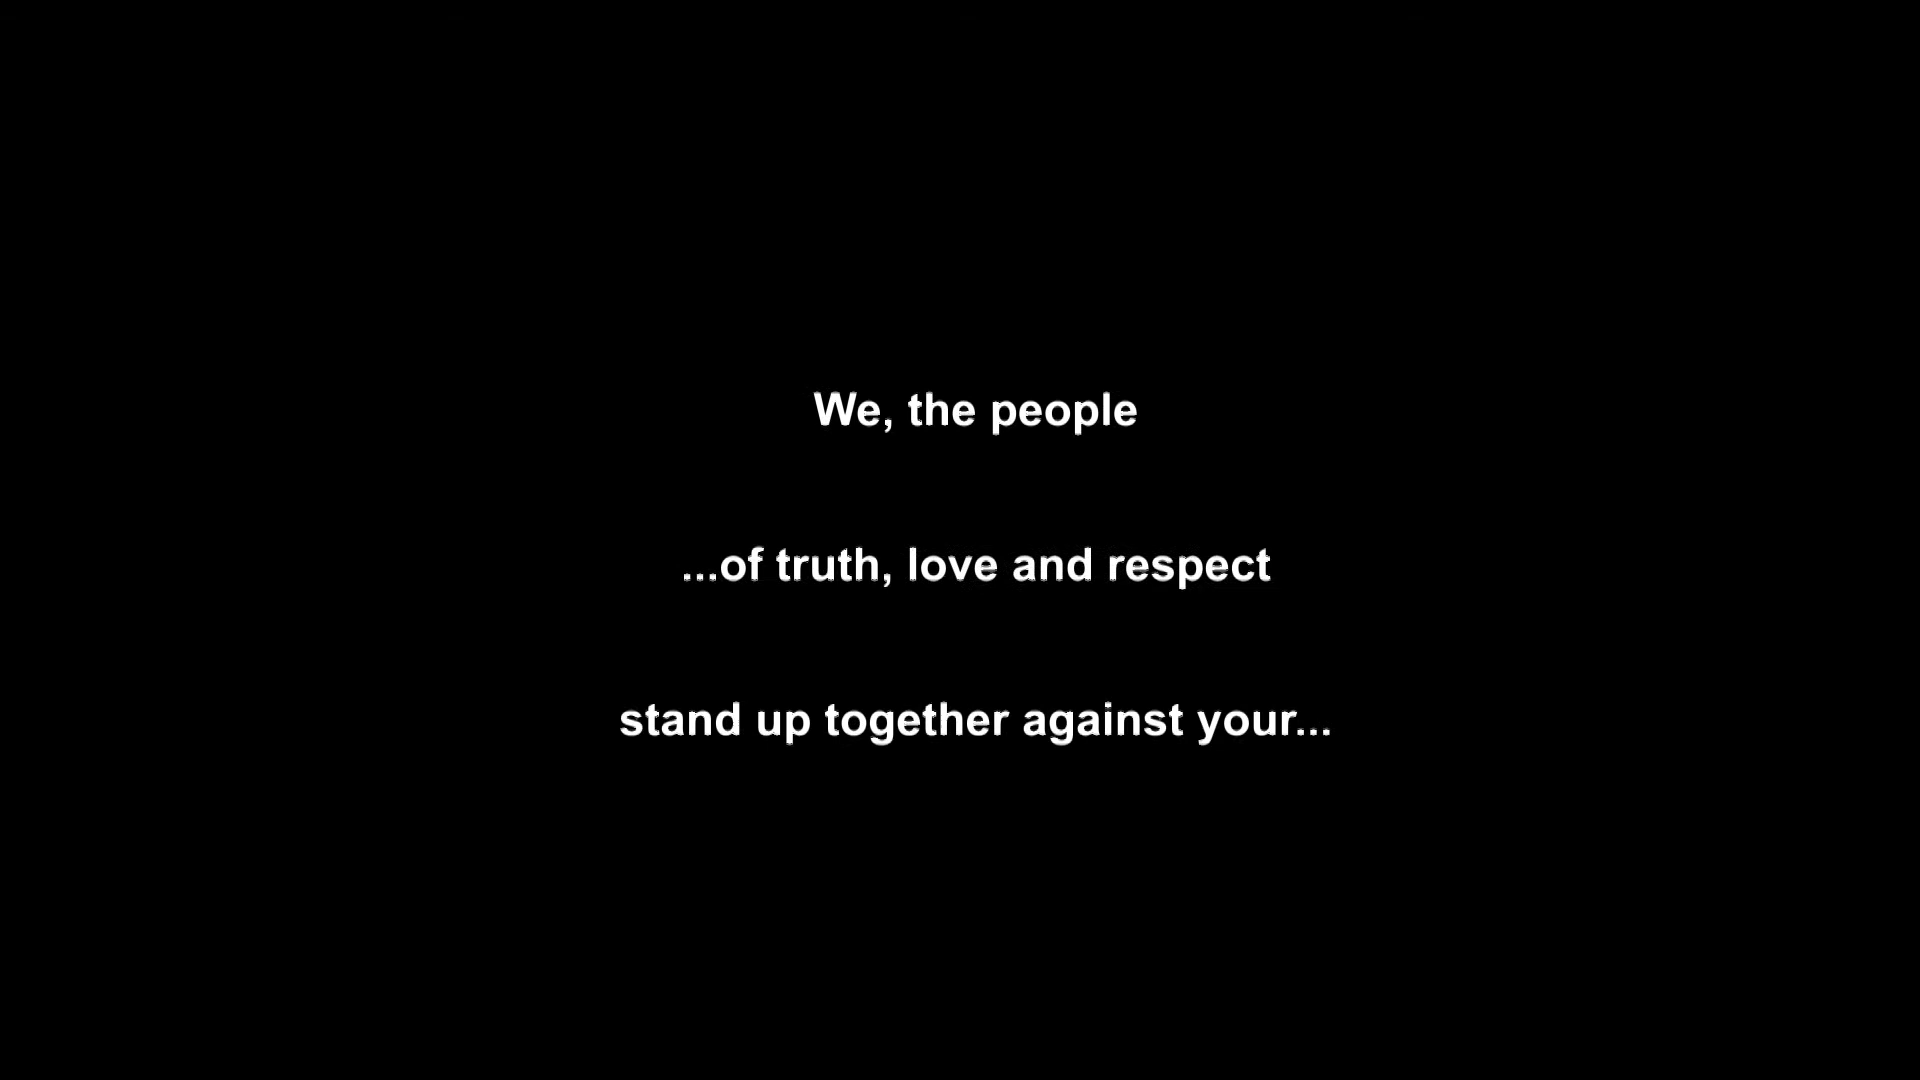 We, the people
...of truth, love and respect
stand up together against your...